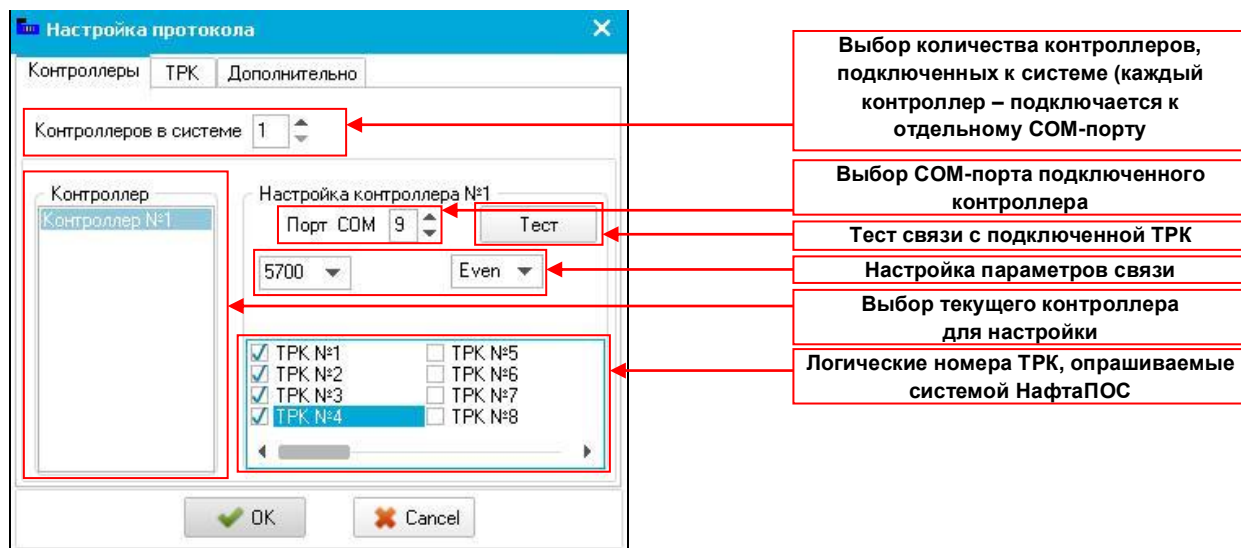 Настройка протокола
Контроллеры ТРК Дополнительно
Контроллеров в системе 1
Контроллер
Контроллер №1
Настройка контроллера №1
Порт COM 9 Тест
5700 Even
ТРК №1 ТРК №5
ТРК №2 ТРК №6
ТРК №3 ТРК №7
ТРК №4 ТРК №8
OK Cancel
Выбор количества контроллеров,
подключенных к системе (каждый
контроллер – подключается к
отдельному COM-порту
Выбор COM-порта подключенного
контроллера
Тест связи с подключенной ТРК
Настройка параметров связи
Выбор текущего контроллера
для настройки
Логические номера ТРК, опрашиваемые
системой НафтаПОС